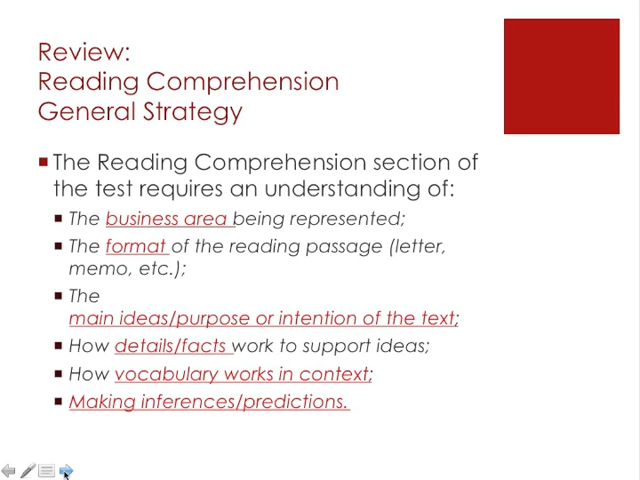 Review:
Reading Comprehension
General Strategy
The Reading Comprehension section of
the test requires an understanding of:
The business area being represented;
The format of the reading passage (letter,
memo, etc.);
The
main ideas/purpose or intention of the text;
How details/facts work to support ideas;
How vocabulary works in context;
Making inferences/predictions.